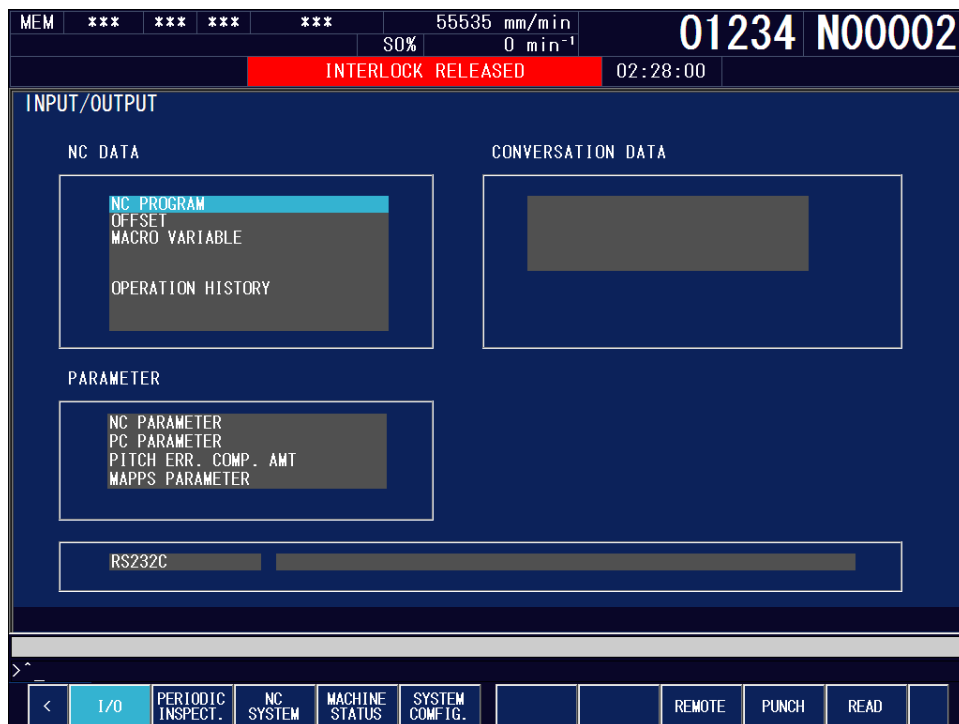 MEM *** *** *** *** 55535 mm/min
S0% 0 min⁻¹
01234 N00002
INTERLOCK RELEASED 02:28:00
INPUT/OUTPUT
NC DATA
NC PROGRAM
OFFSET
MACRO VARIABLE
OPERATION HISTORY
CONVERSATION DATA
PARAMETER
NC PARAMETER
PC PARAMETER
PITCH ERR. COMP. AMT
MAPPS PARAMETER
RS232C
>^_
< I/O PERIODIC INSPECT. NC SYSTEM MACHINE STATUS SYSTEM COMFIG. REMOTE PUNCH READ